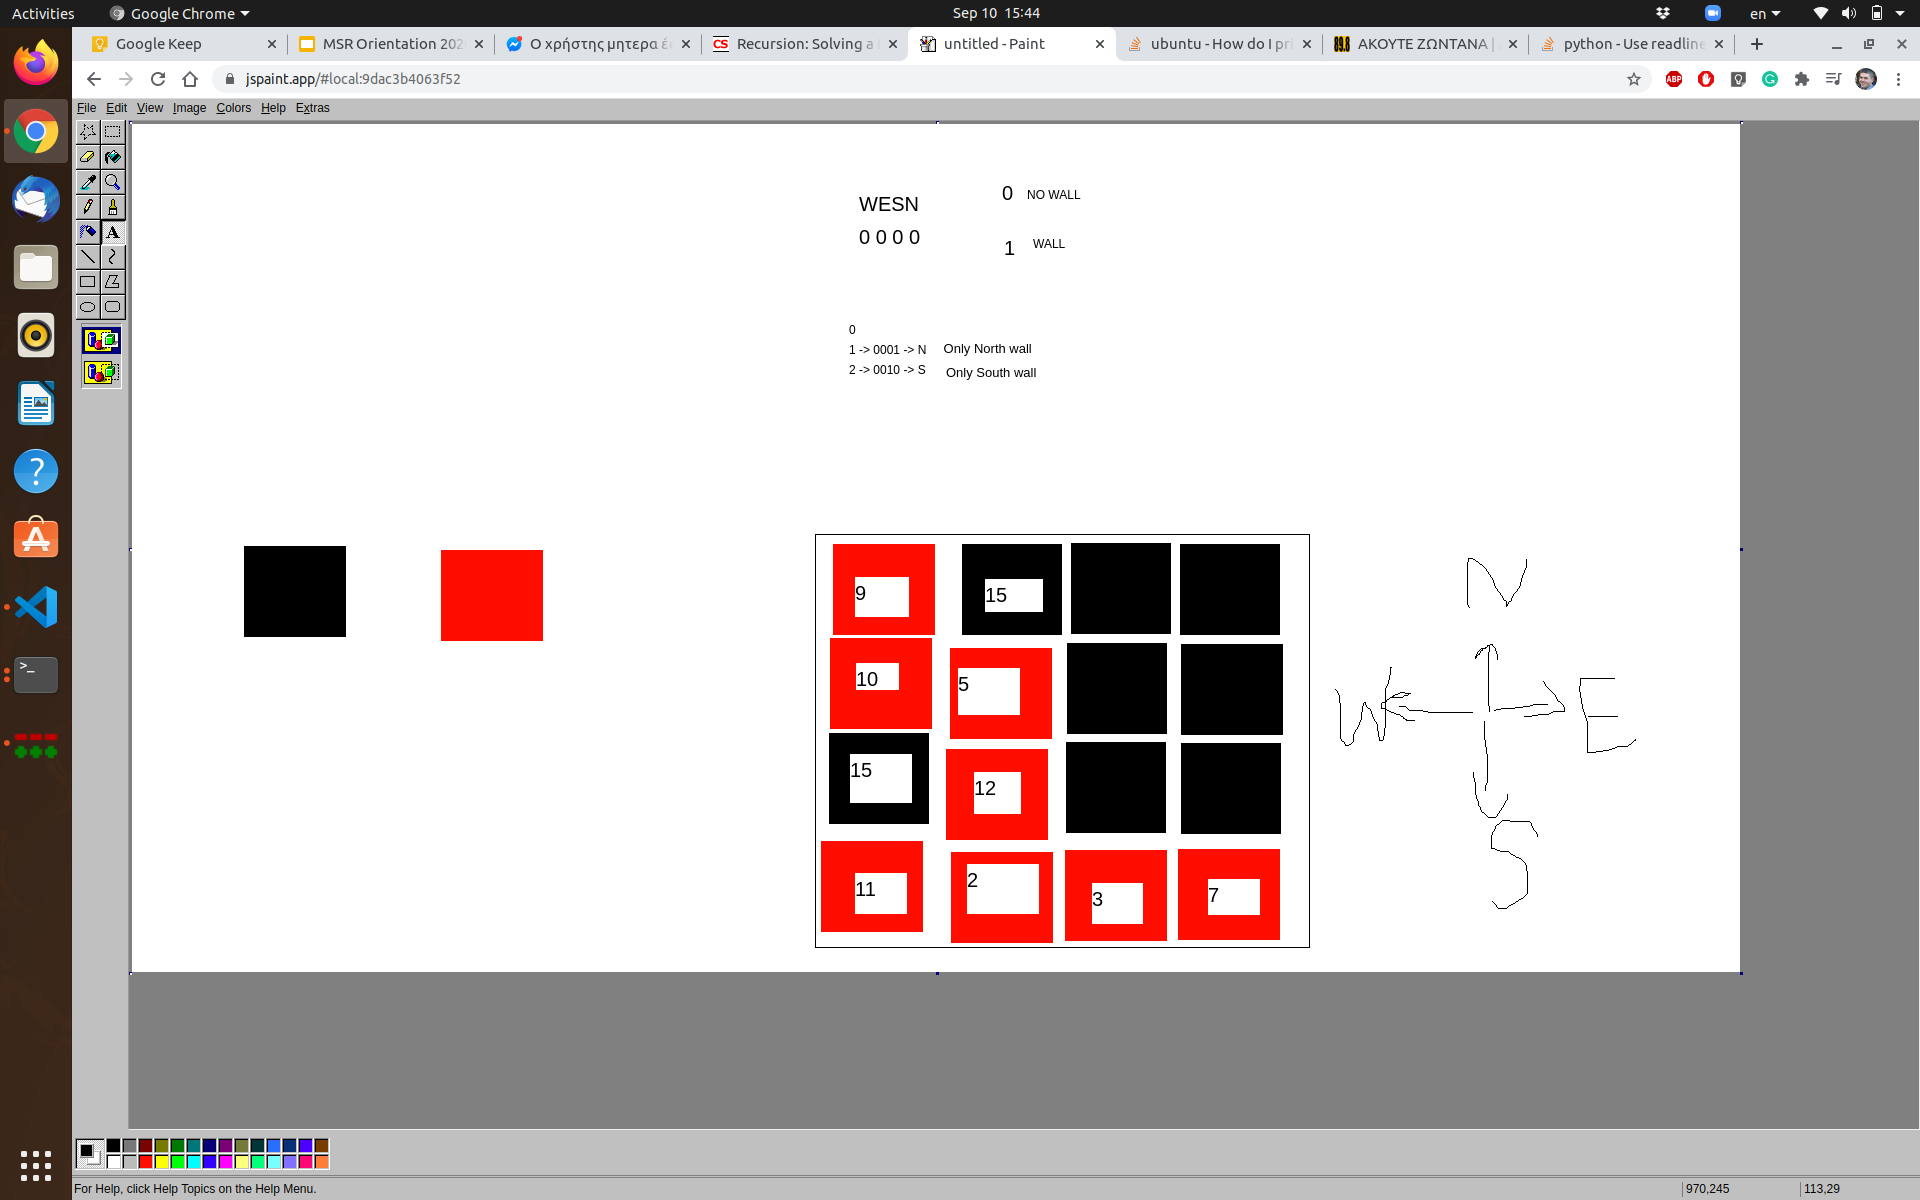 Activities
Google Chrome
Sep 10 15:44
en
Google Keep
MSR Orientation 202
Ο χρήστης μητερα έ
Recursion: Solving a
untitled - Paint
ubuntu - How do I pri
ΑΚΟΥΤΕ ΖΩΝΤΑΝΑ |
python - Use readline
jspaint.app/#local:9dac3b4063f52
File Edit View Image Colors Help Extras
WESN
0 0 0 0
0 NO WALL
1 WALL
0
1 -> 0001 -> N Only North wall
2 -> 0010 -> S Only South wall
9 15
10 5
15 12
11 2 3 7
N
W E
S
For Help, click Help Topics on the Help Menu.
970,245
113,29